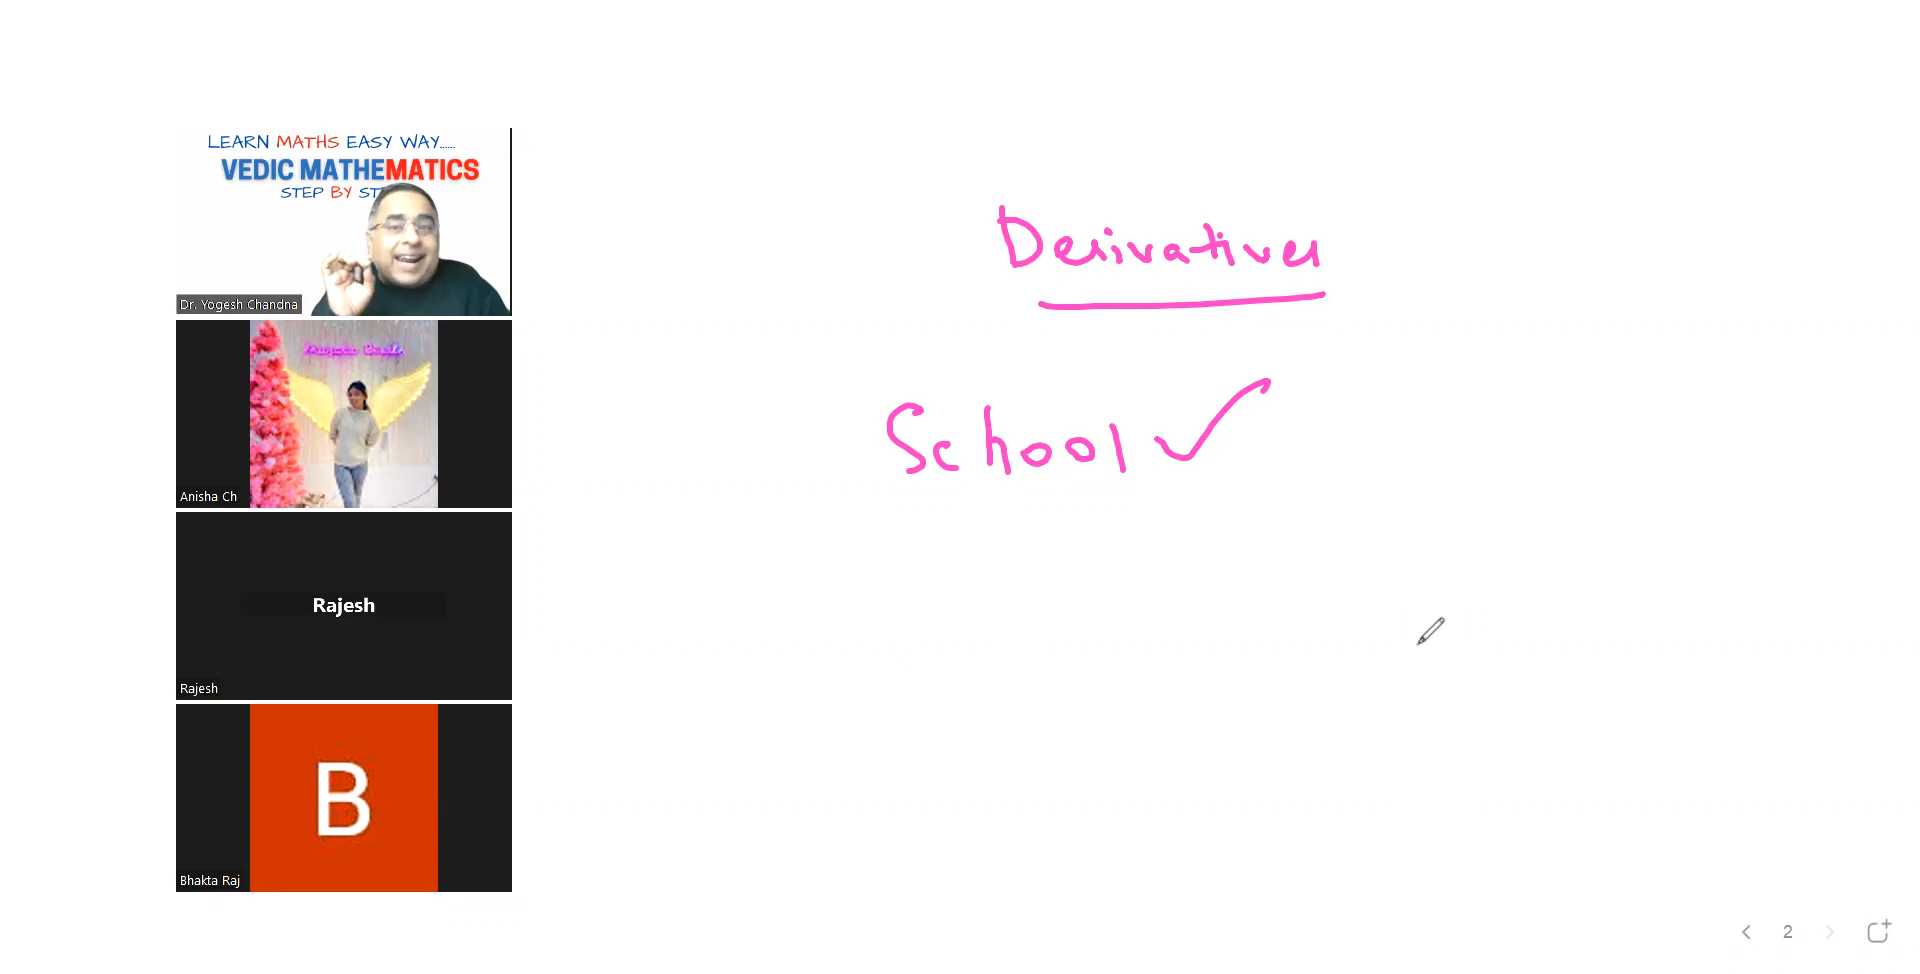 LEARN MATHS EASY WAY......
VEDIC MATHEMATICS
STEP BY ST
Dr. Yogesh Chandna
Anisha Ch
Rajesh
Rajesh
B
Bhakta Raj
Derivatives
School ✓
2